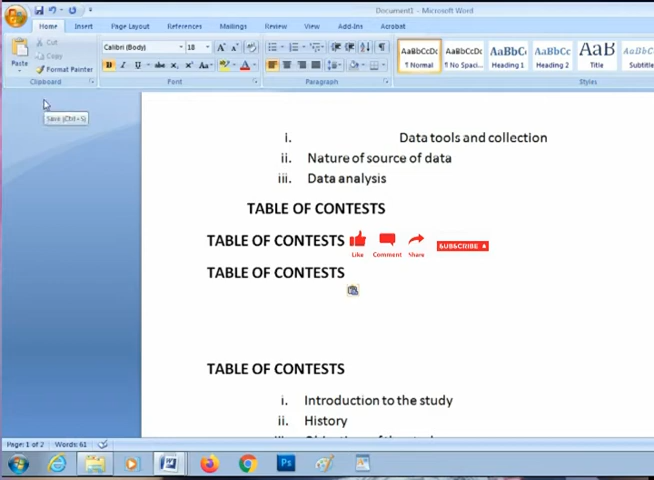 Document1 - Microsoft Word
Home Insert Page Layout References Mailings Review View Add-Ins Acrobat
Cut
Copy
Format Painter
Paste
Clipboard
Calibri (Body) 18
Font
Paragraph
AaBbCcDc AaBbCcDc AaBbC AaBbCc AaB AaBbCc
¶ Normal ¶ No Spaci... Heading 1 Heading 2 Title Subtitle
Styles
Save (Ctrl+S)
i. Data tools and collection
ii. Nature of source of data
iii. Data analysis
TABLE OF CONTESTS
TABLE OF CONTESTS
Like Comment Share SUBSCRIBE
TABLE OF CONTESTS
TABLE OF CONTESTS
i. Introduction to the study
ii. History
Page: 1 of 2 Words: 61